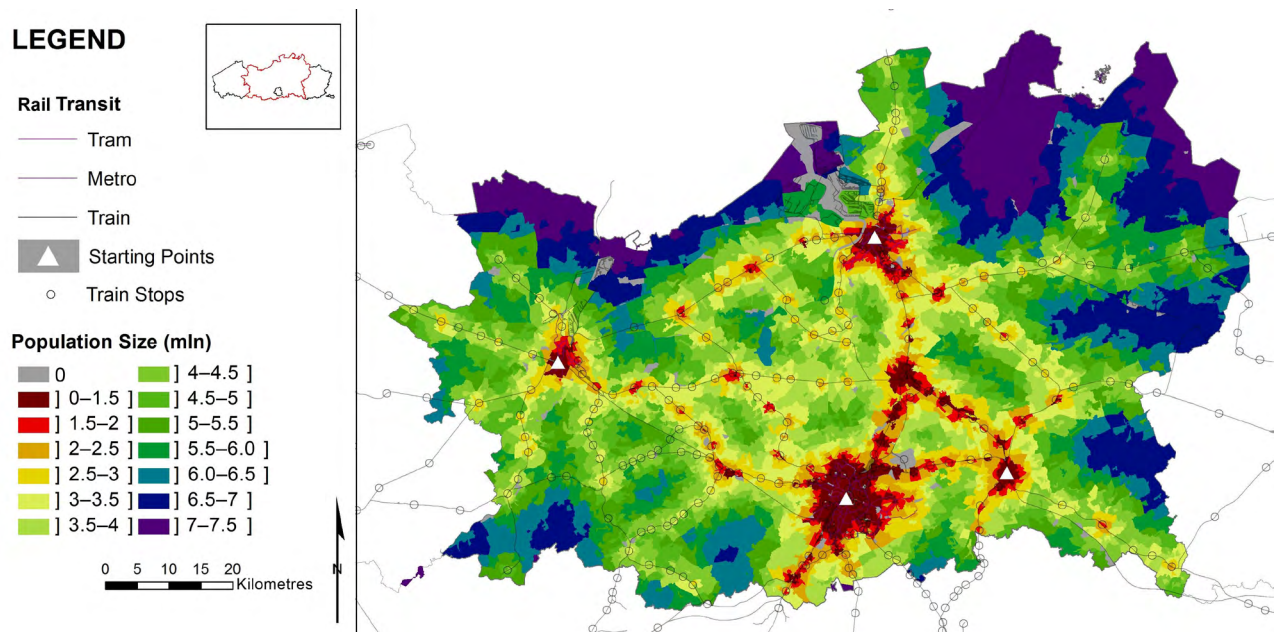 LEGEND
Rail Transit
Tram
Metro
Train
Starting Points
Train Stops
Population Size (mln)
0
] 0–1.5 ]
] 1.5–2 ]
] 2–2.5 ]
] 2.5–3 ]
] 3–3.5 ]
] 3.5–4 ]
] 4–4.5 ]
] 4.5–5 ]
] 5–5.5 ]
] 5.5–6.0 ]
] 6.0–6.5 ]
] 6.5–7 ]
] 7–7.5 ]
0 5 10 15 20
Kilometres
N